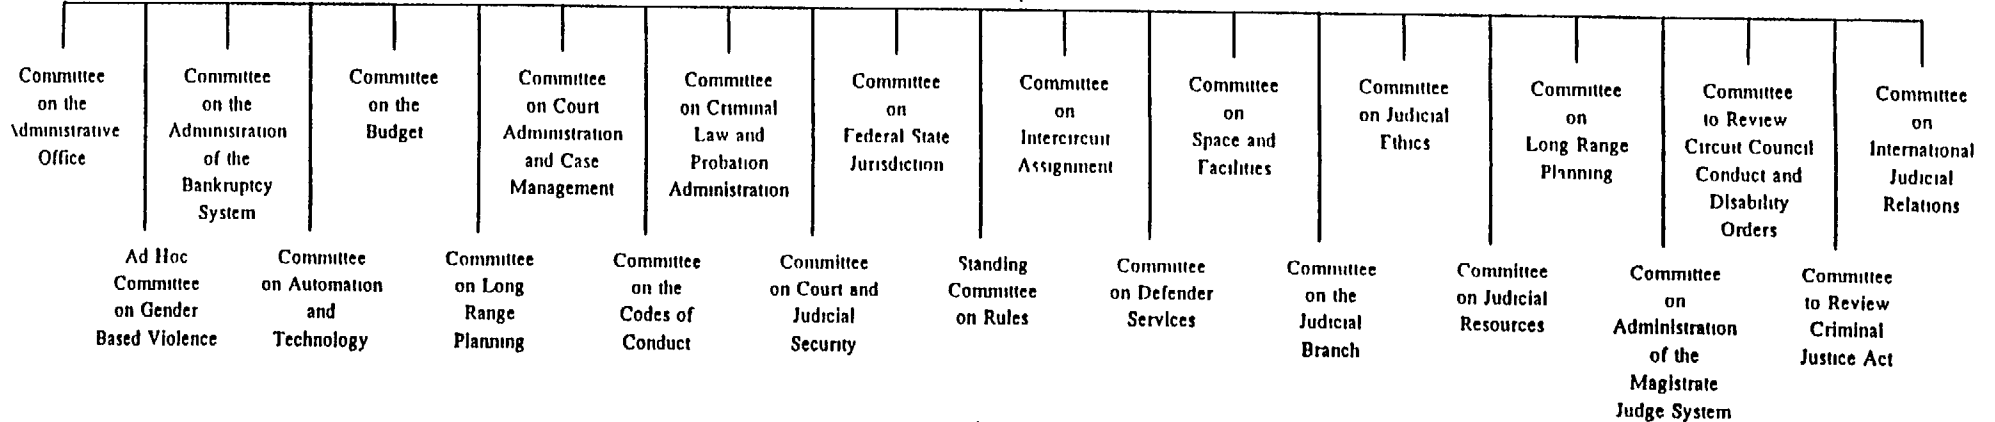 Committee
on the
Administrative
Office
Committee
on the
Administration
of the
Bankruptcy
System
Committee
on the
Budget
Committee
on Court
Administration
and Case
Management
Committee
on Criminal
Law and
Probation
Administration
Committee
on
Federal State
Jurisdiction
Committee
on
Intercircuit
Assignment
Committee
on
Space and
Facilities
Committee
on Judicial
Ethics
Committee
on
Long Range
Planning
Committee
to Review
Circuit Council
Conduct and
Disability
Orders
Committee
on
International
Judicial
Relations
Ad Hoc
Committee
on Gender
Based Violence
Committee
on Automation
and
Technology
Committee
on Long
Range
Planning
Committee
on the
Codes of
Conduct
Committee
on Court and
Judicial
Security
Standing
Committee
on Rules
Committee
on Defender
Services
Committee
on the
Judicial
Branch
Committee
on Judicial
Resources
Committee
on
Administration
of the
Magistrate
Judge System
Committee
to Review
Criminal
Justice Act